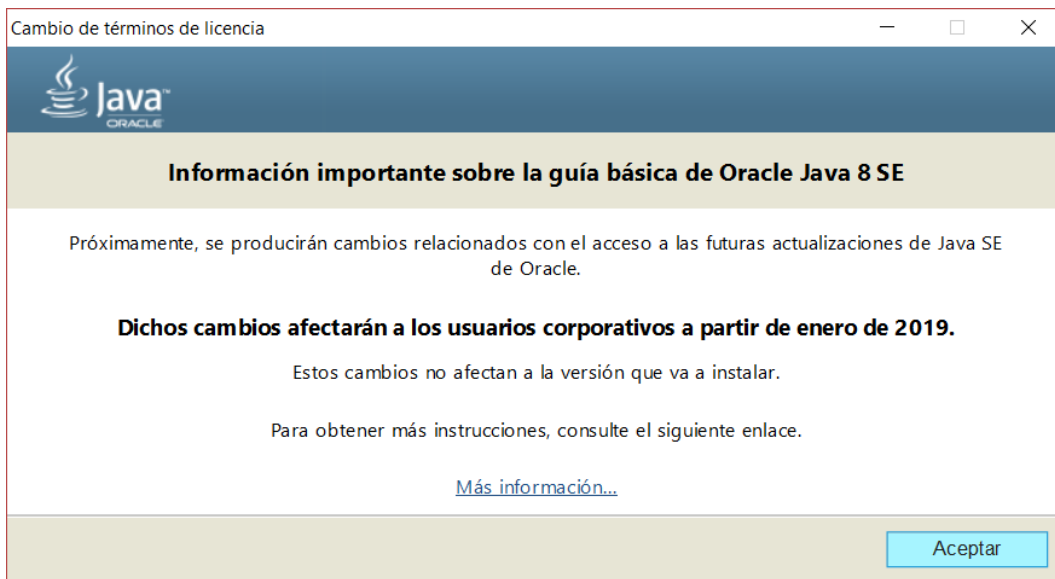 Cambio de términos de licencia
Java™
ORACLE
Información importante sobre la guía básica de Oracle Java 8 SE
Próximamente, se producirán cambios relacionados con el acceso a las futuras actualizaciones de Java SE
de Oracle.
Dichos cambios afectarán a los usuarios corporativos a partir de enero de 2019.
Estos cambios no afectan a la versión que va a instalar.
Para obtener más instrucciones, consulte el siguiente enlace.
Más información...
Aceptar